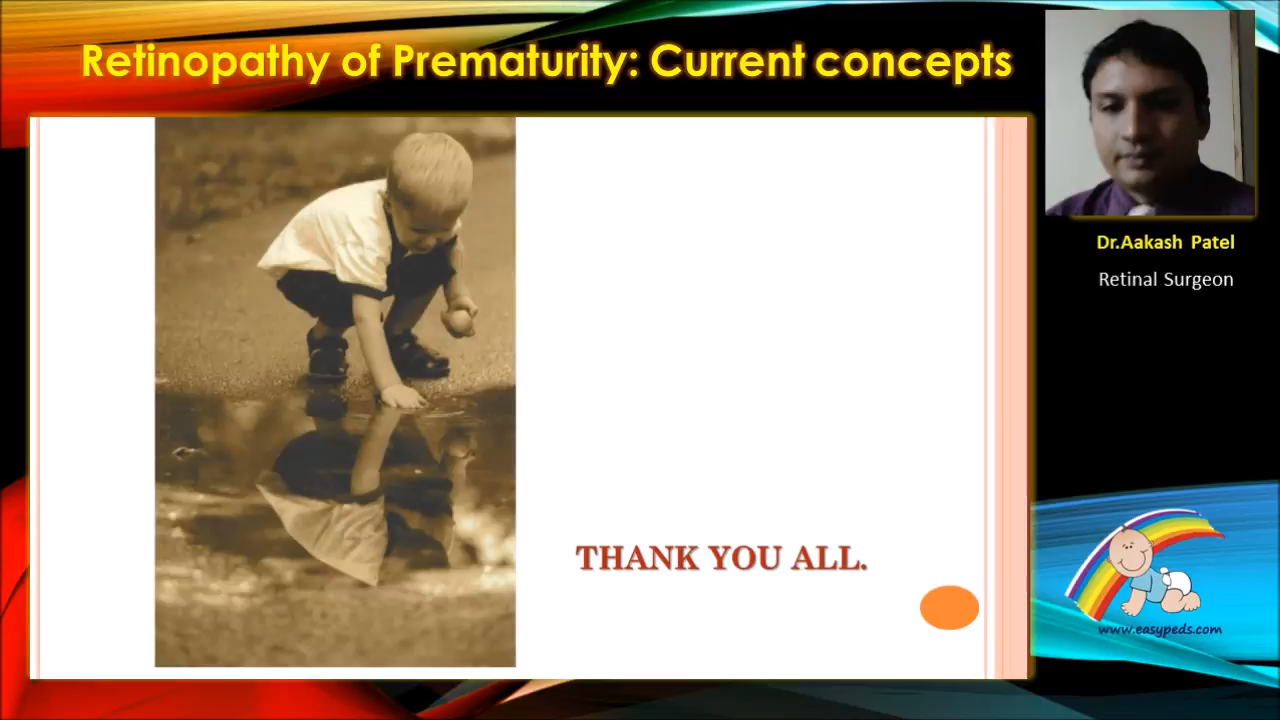 Retinopathy of Prematurity: Current concepts
Dr.Aakash Patel
Retinal Surgeon
THANK YOU ALL.
www.easypeds.com